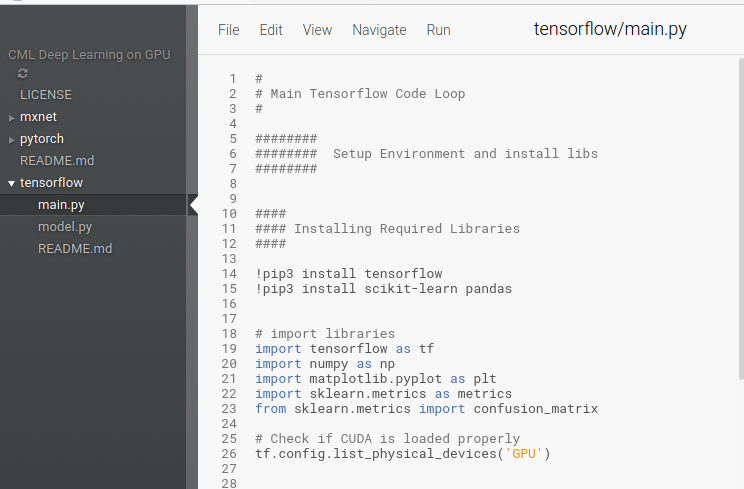 File Edit View Navigate Run tensorflow/main.py
CML Deep Learning on GPU
LICENSE
mxnet
pytorch
README.md
tensorflow
main.py
model.py
README.md
1 #
2 # Main Tensorflow Code Loop
3 #
4
5 ########
6 ######## Setup Environment and install libs
7 ########
8
9
10 ####
11 #### Installing Required Libraries
12 ####
13
14 !pip3 install tensorflow
15 !pip3 install scikit-learn pandas
16
17
18 # import libraries
19 import tensorflow as tf
20 import numpy as np
21 import matplotlib.pyplot as plt
22 import sklearn.metrics as metrics
23 from sklearn.metrics import confusion_matrix
24
25 # Check if CUDA is loaded properly
26 tf.config.list_physical_devices('GPU')
27
28